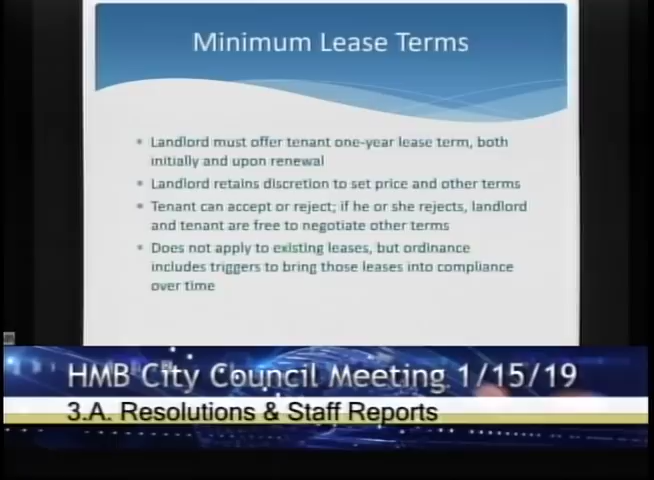 Minimum Lease Terms
• Landlord must offer tenant one-year lease term, both
initially and upon renewal
• Landlord retains discretion to set price and other terms
• Tenant can accept or reject; if he or she rejects, landlord
and tenant are free to negotiate other terms
• Does not apply to existing leases, but ordinance
includes triggers to bring those leases into compliance
over time
HMB City Council Meeting 1/15/19
3.A. Resolutions & Staff Reports